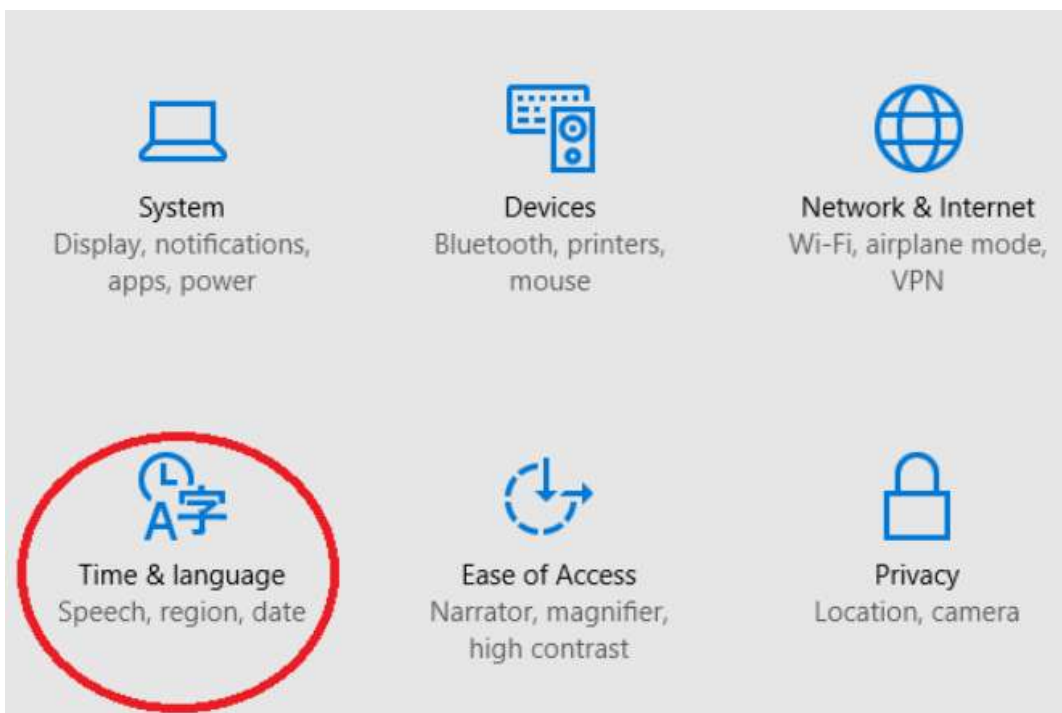 System
Display, notifications,
apps, power
Devices
Bluetooth, printers,
mouse
Network & Internet
Wi-Fi, airplane mode,
VPN
A字
Time & language
Speech, region, date
Ease of Access
Narrator, magnifier,
high contrast
Privacy
Location, camera